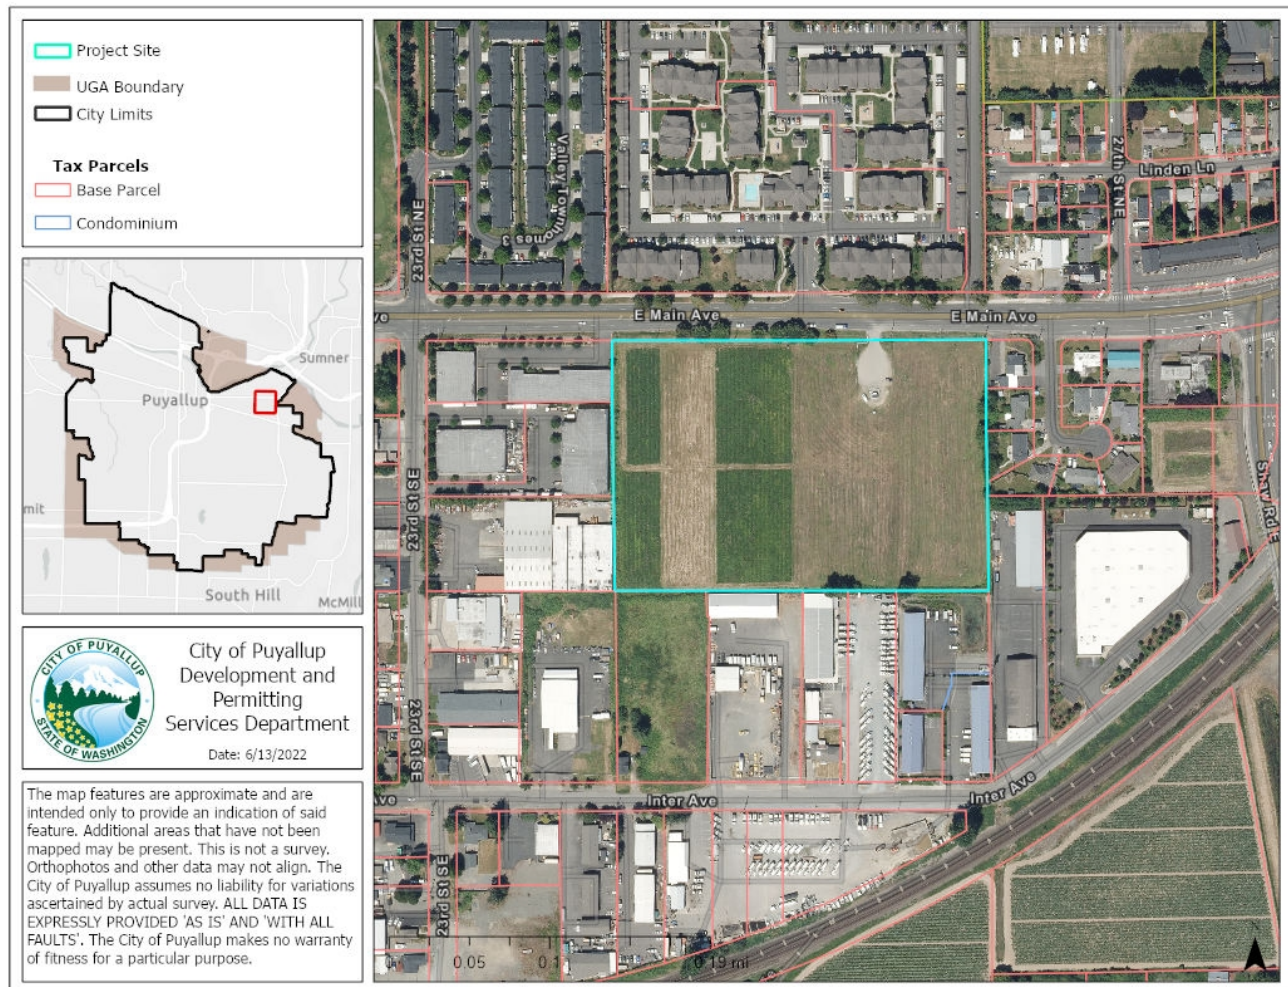 Project Site
UGA Boundary
City Limits
Tax Parcels
Base Parcel
Condominium
Sumner
Puyallup
mit
South Hill
McMill
CITY OF PUYALLUP
STATE OF WASHINGTON
City of Puyallup
Development and
Permitting
Services Department
Date: 6/13/2022
The map features are approximate and are
intended only to provide an indication of said
feature. Additional areas that have not been
mapped may be present. This is not a survey.
Orthophotos and other data may not align. The
City of Puyallup assumes no liability for variations
ascertained by actual survey. ALL DATA IS
EXPRESSLY PROVIDED 'AS IS' AND 'WITH ALL
FAULTS'. The City of Puyallup makes no warranty
of fitness for a particular purpose.
23rd St NE
Valley Townhomes 3
27th St NE
Linden Ln
ve
E Main Ave
E Main Ave
23rd St SE
Shaw Rd E
23rd St SE
Ave
Inter Ave
Inter Ave
23rd St SE
0.05
0.1
0.19 mi